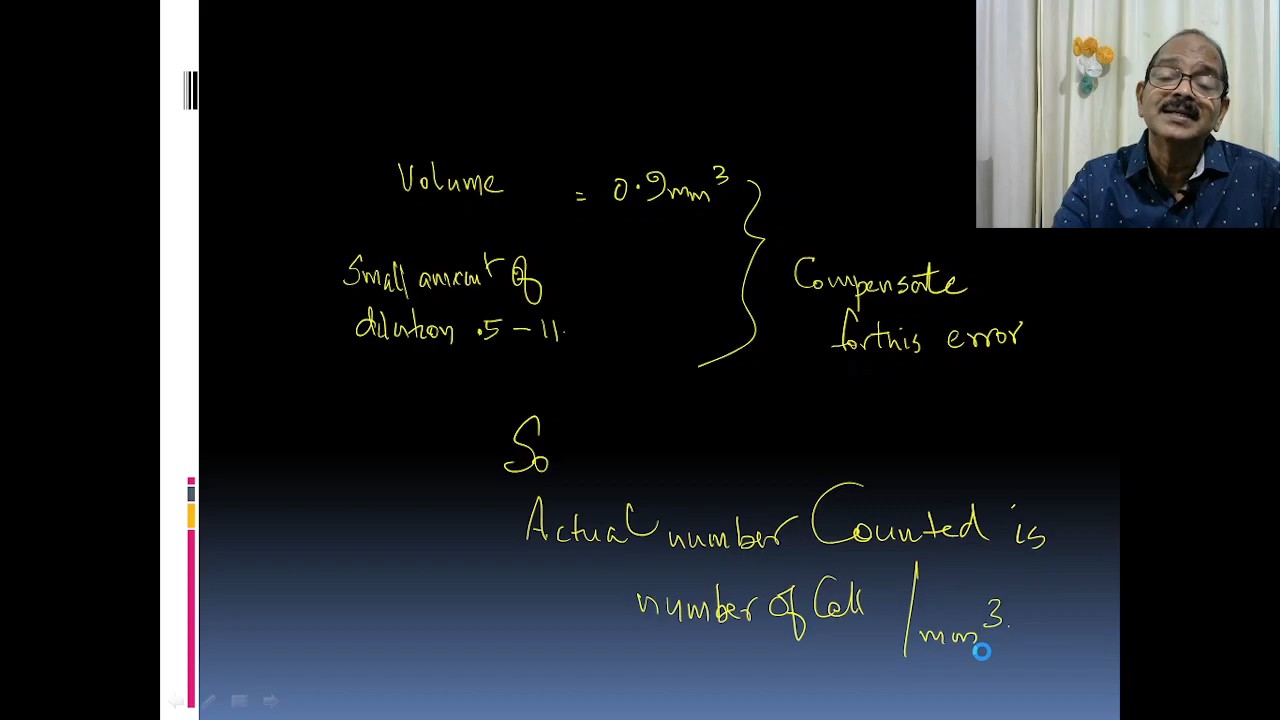 Volume = 0.9mm³
Small amount of
dilution .5 - 11.
Compensate
for this error
So
Actual number Counted is
number of Cell /mm³.